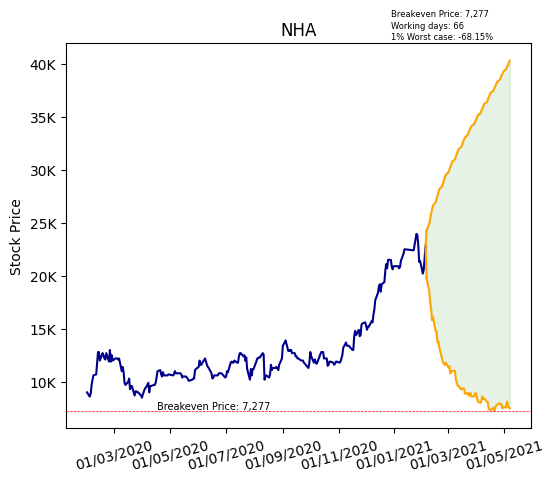 Breakeven Price: 7,277
Working days: 66
1% Worst case: -68.15%
NHA
Stock Price
40K
35K
30K
25K
20K
15K
10K
Breakeven Price: 7,277
01/03/2020
01/05/2020
01/07/2020
01/09/2020
01/11/2020
01/01/2021
01/03/2021
01/05/2021